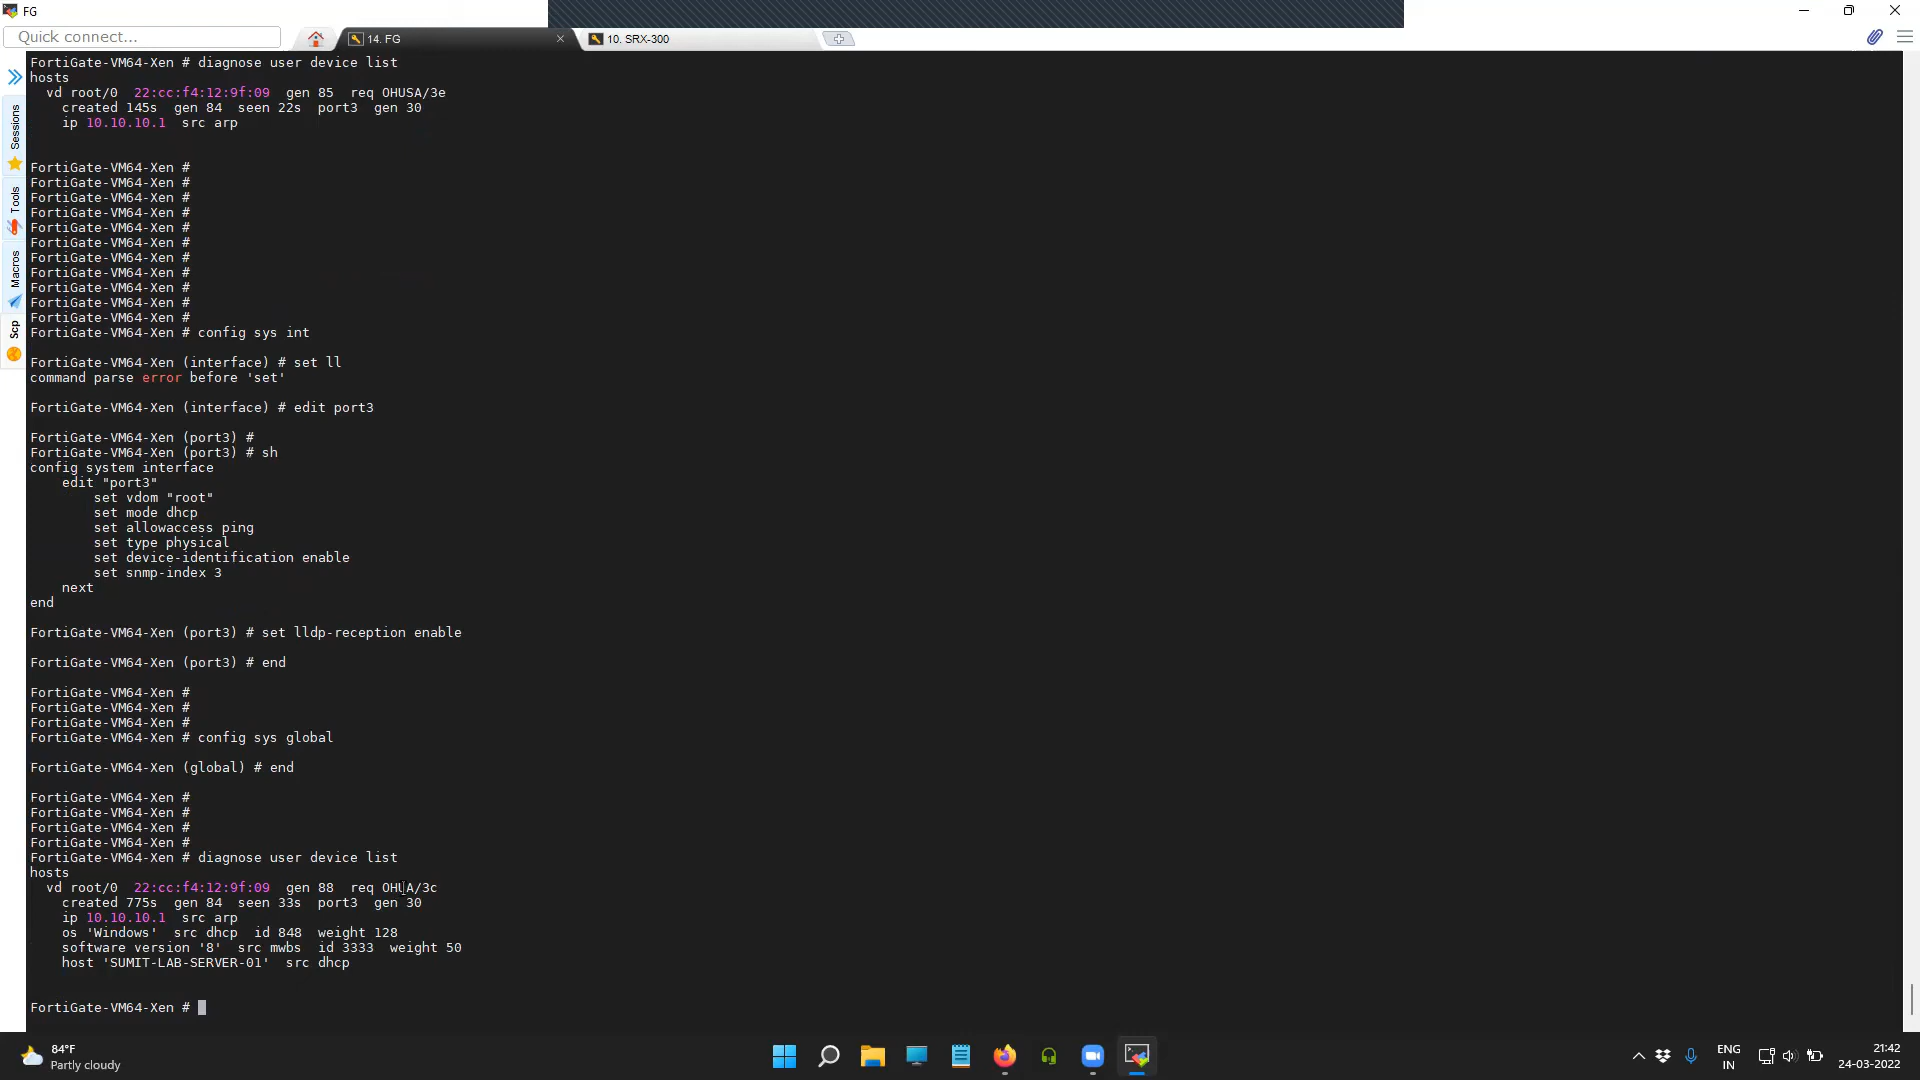 FG
Quick connect...
14. FG
10. SRX-300
Sessions
Tools
Macros
Scp
FortiGate-VM64-Xen # diagnose user device list
hosts
vd root/0 22:cc:f4:12:9f:09 gen 85 req OHUSA/3e
created 145s gen 84 seen 22s port3 gen 30
ip 10.10.10.1 src arp
FortiGate-VM64-Xen #
FortiGate-VM64-Xen #
FortiGate-VM64-Xen #
FortiGate-VM64-Xen #
FortiGate-VM64-Xen #
FortiGate-VM64-Xen #
FortiGate-VM64-Xen #
FortiGate-VM64-Xen #
FortiGate-VM64-Xen #
FortiGate-VM64-Xen #
FortiGate-VM64-Xen #
FortiGate-VM64-Xen # config sys int
FortiGate-VM64-Xen (interface) # set ll
command parse error before 'set'
FortiGate-VM64-Xen (interface) # edit port3
FortiGate-VM64-Xen (port3) #
FortiGate-VM64-Xen (port3) # sh
config system interface
edit "port3"
set vdom "root"
set mode dhcp
set allowaccess ping
set type physical
set device-identification enable
set snmp-index 3
next
end
FortiGate-VM64-Xen (port3) # set lldp-reception enable
FortiGate-VM64-Xen (port3) # end
FortiGate-VM64-Xen #
FortiGate-VM64-Xen #
FortiGate-VM64-Xen #
FortiGate-VM64-Xen # config sys global
FortiGate-VM64-Xen (global) # end
FortiGate-VM64-Xen #
FortiGate-VM64-Xen #
FortiGate-VM64-Xen #
FortiGate-VM64-Xen #
FortiGate-VM64-Xen # diagnose user device list
hosts
vd root/0 22:cc:f4:12:9f:09 gen 88 req OHUA/3c
created 775s gen 84 seen 33s port3 gen 30
ip 10.10.10.1 src arp
os 'Windows' src dhcp id 848 weight 128
software version '8' src mwbs id 3333 weight 50
host 'SUMIT-LAB-SERVER-01' src dhcp
FortiGate-VM64-Xen #
84°F
Partly cloudy
ENG
IN
21:42
24-03-2022